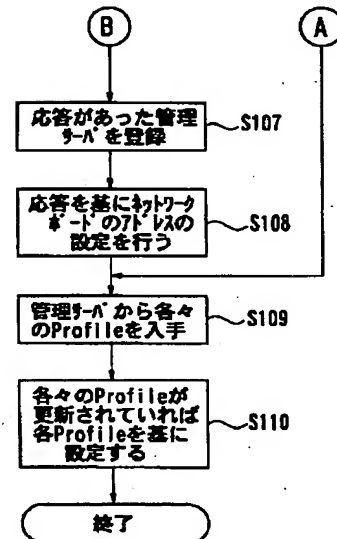 B
A
応答があった管理
ｻｰﾊﾞを登録
S107
応答を基にﾈｯﾄﾜｰｸ
ﾎﾞｰﾄﾞのｱﾄﾞﾚｽの
設定を行う
S108
管理ｻｰﾊﾞから各々
のProfileを入手
S109
各々のProfileが
更新されていれば
各Profileを基に
設定する
S110
終了